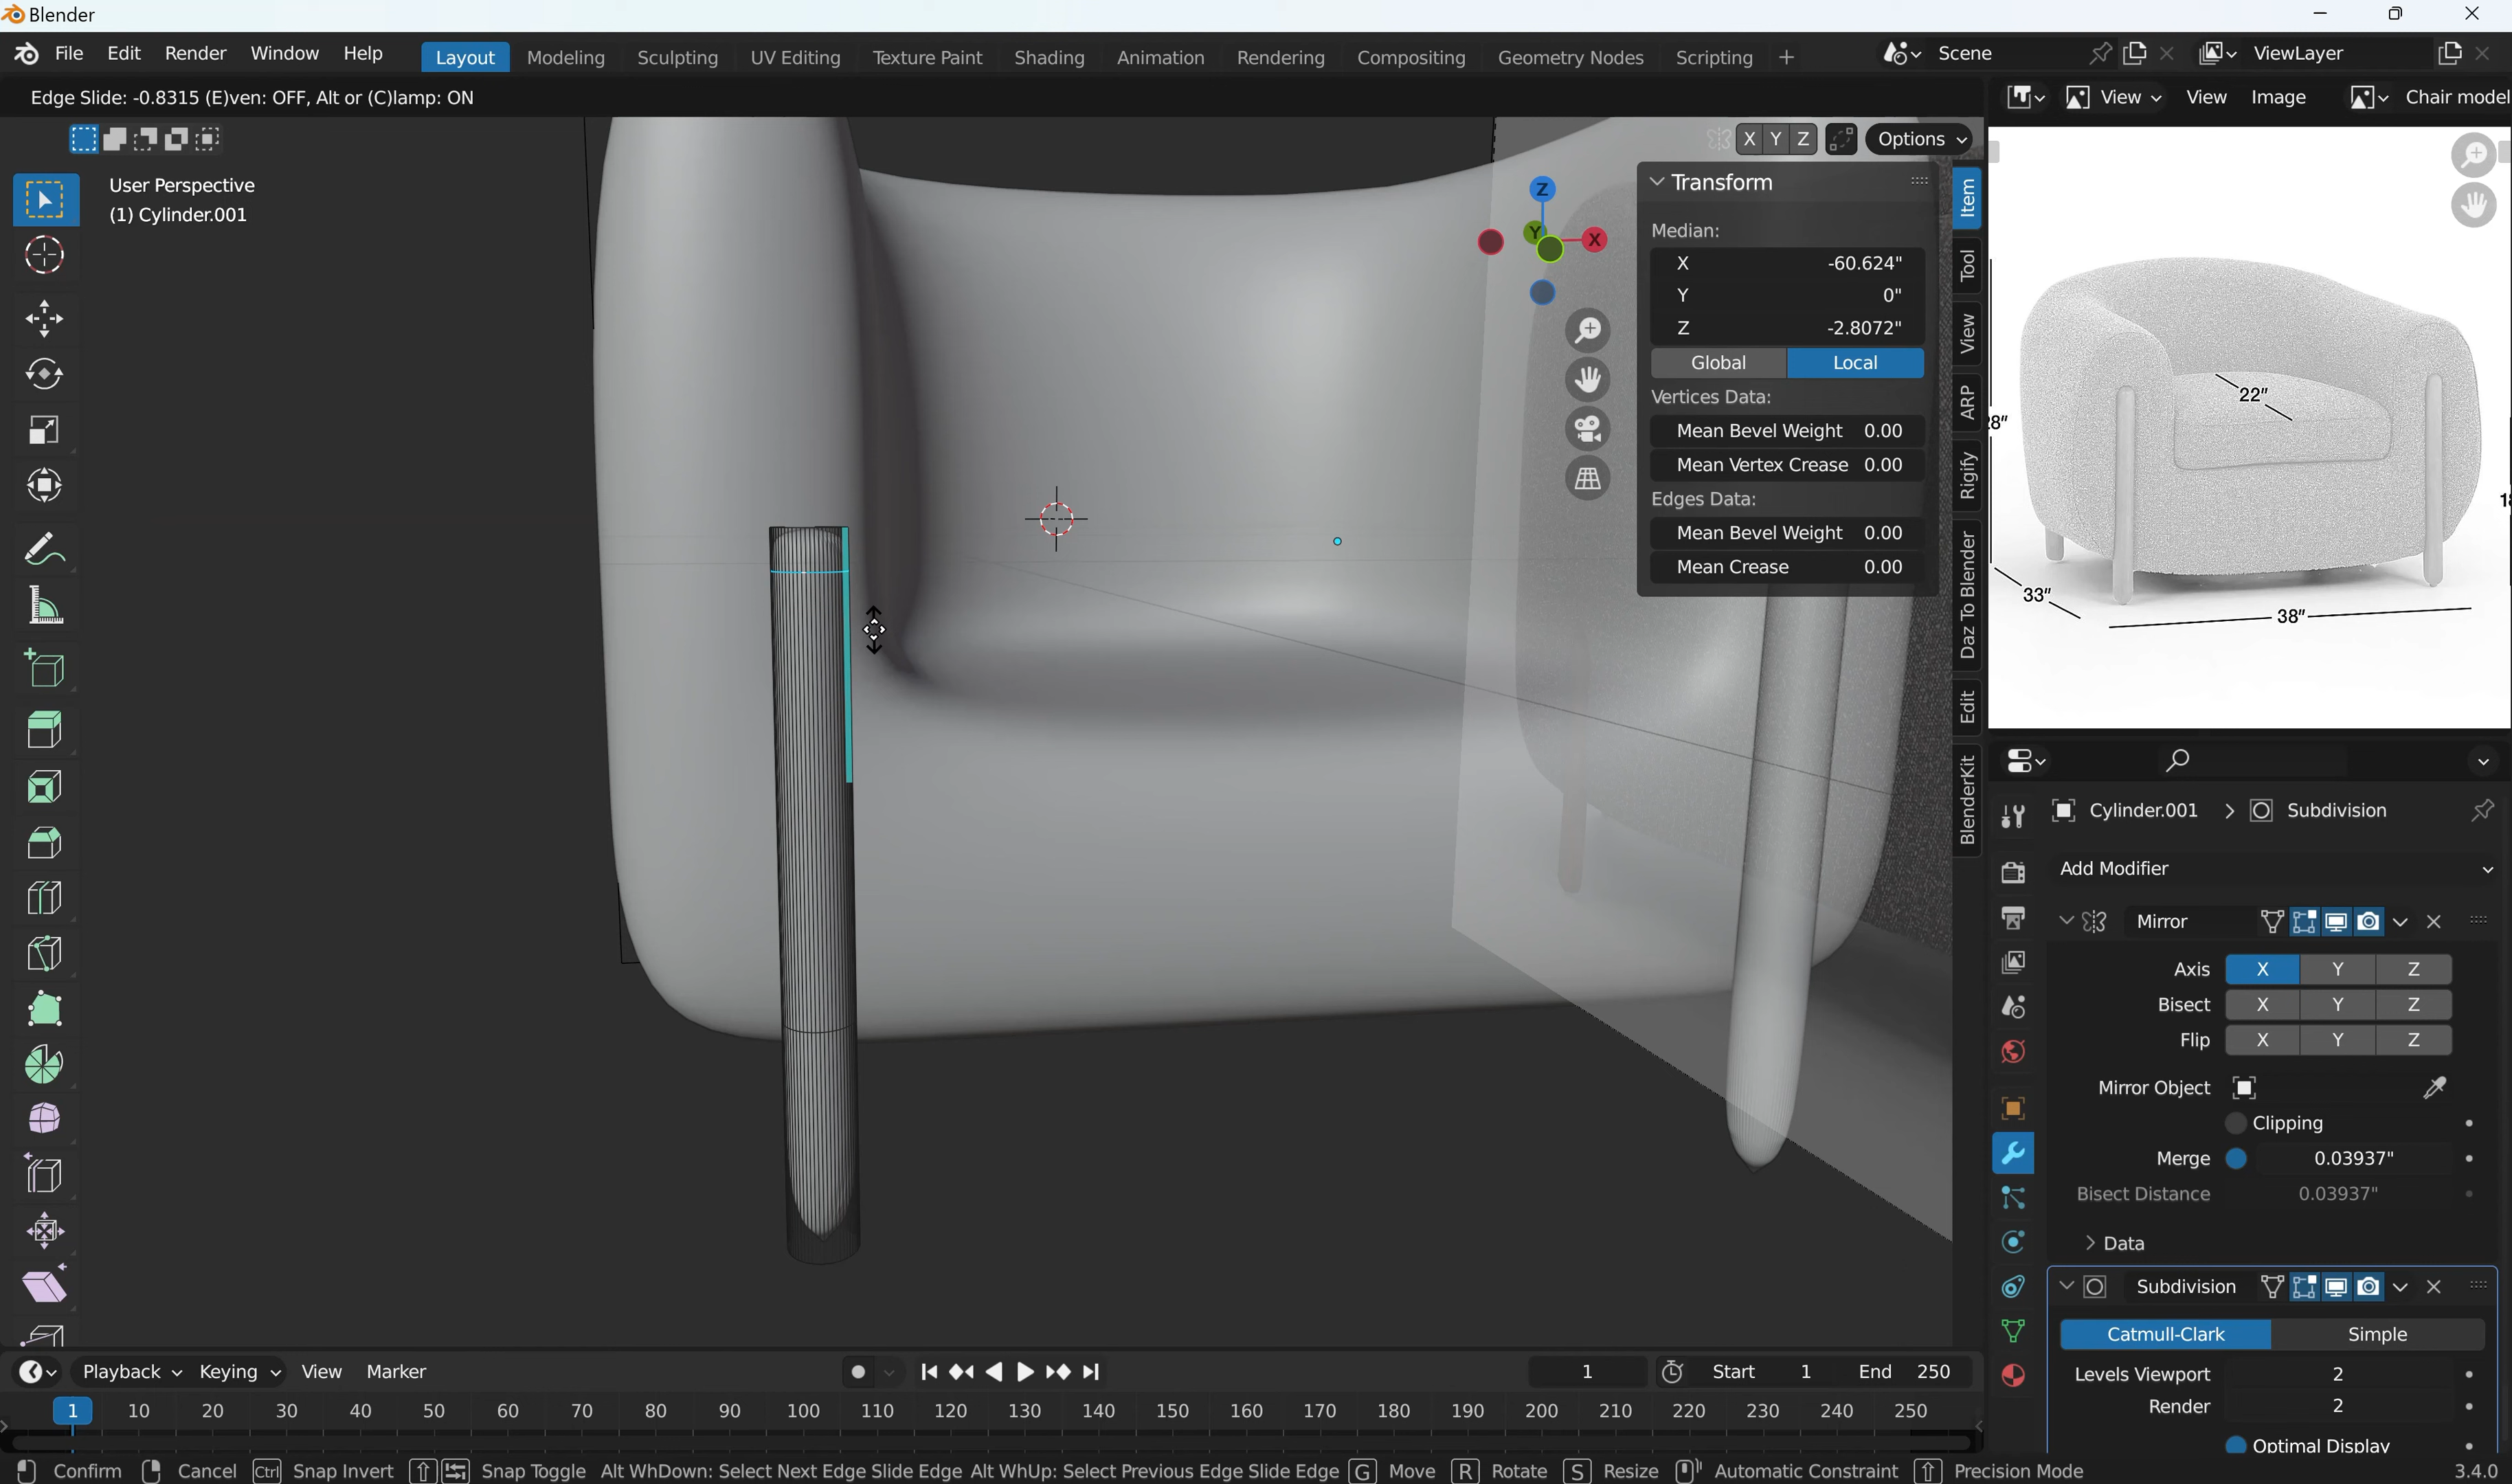 Blender
File Edit Render Window Help Layout Modeling Sculpting UV Editing Texture Paint Shading Animation Rendering Compositing Geometry Nodes Scripting + Scene ViewLayer
Edge Slide: -0.8315 (E)ven: OFF, Alt or (C)lamp: ON
View View Image Chair model
X Y Z Options
User Perspective
(1) Cylinder.001
Z
Y X
Transform
Median:
X -60.624"
Y 0"
Z -2.8072"
Global Local
Vertices Data:
Mean Bevel Weight 0.00
Mean Vertex Crease 0.00
Edges Data:
Mean Bevel Weight 0.00
Mean Crease 0.00
Item
Tool
View
ARP
Rigify
Daz To Blender
Edit
BlenderKit
22"
28"
33"
38"
Cylinder.001 > Subdivision
Add Modifier
Mirror
Axis X Y Z
Bisect X Y Z
Flip X Y Z
Mirror Object
Clipping
Merge 0.03937"
Bisect Distance 0.03937"
Data
Subdivision
Catmull-Clark Simple
Levels Viewport 2
Render 2
Optimal Display
Playback Keying View Marker 1 Start 1 End 250
1 10 20 30 40 50 60 70 80 90 100 110 120 130 140 150 160 170 180 190 200 210 220 230 240 250
Confirm Cancel Ctrl Snap Invert Snap Toggle Alt WhDown: Select Next Edge Slide Edge Alt WhUp: Select Previous Edge Slide Edge G Move R Rotate S Resize Automatic Constraint Precision Mode 3.4.0